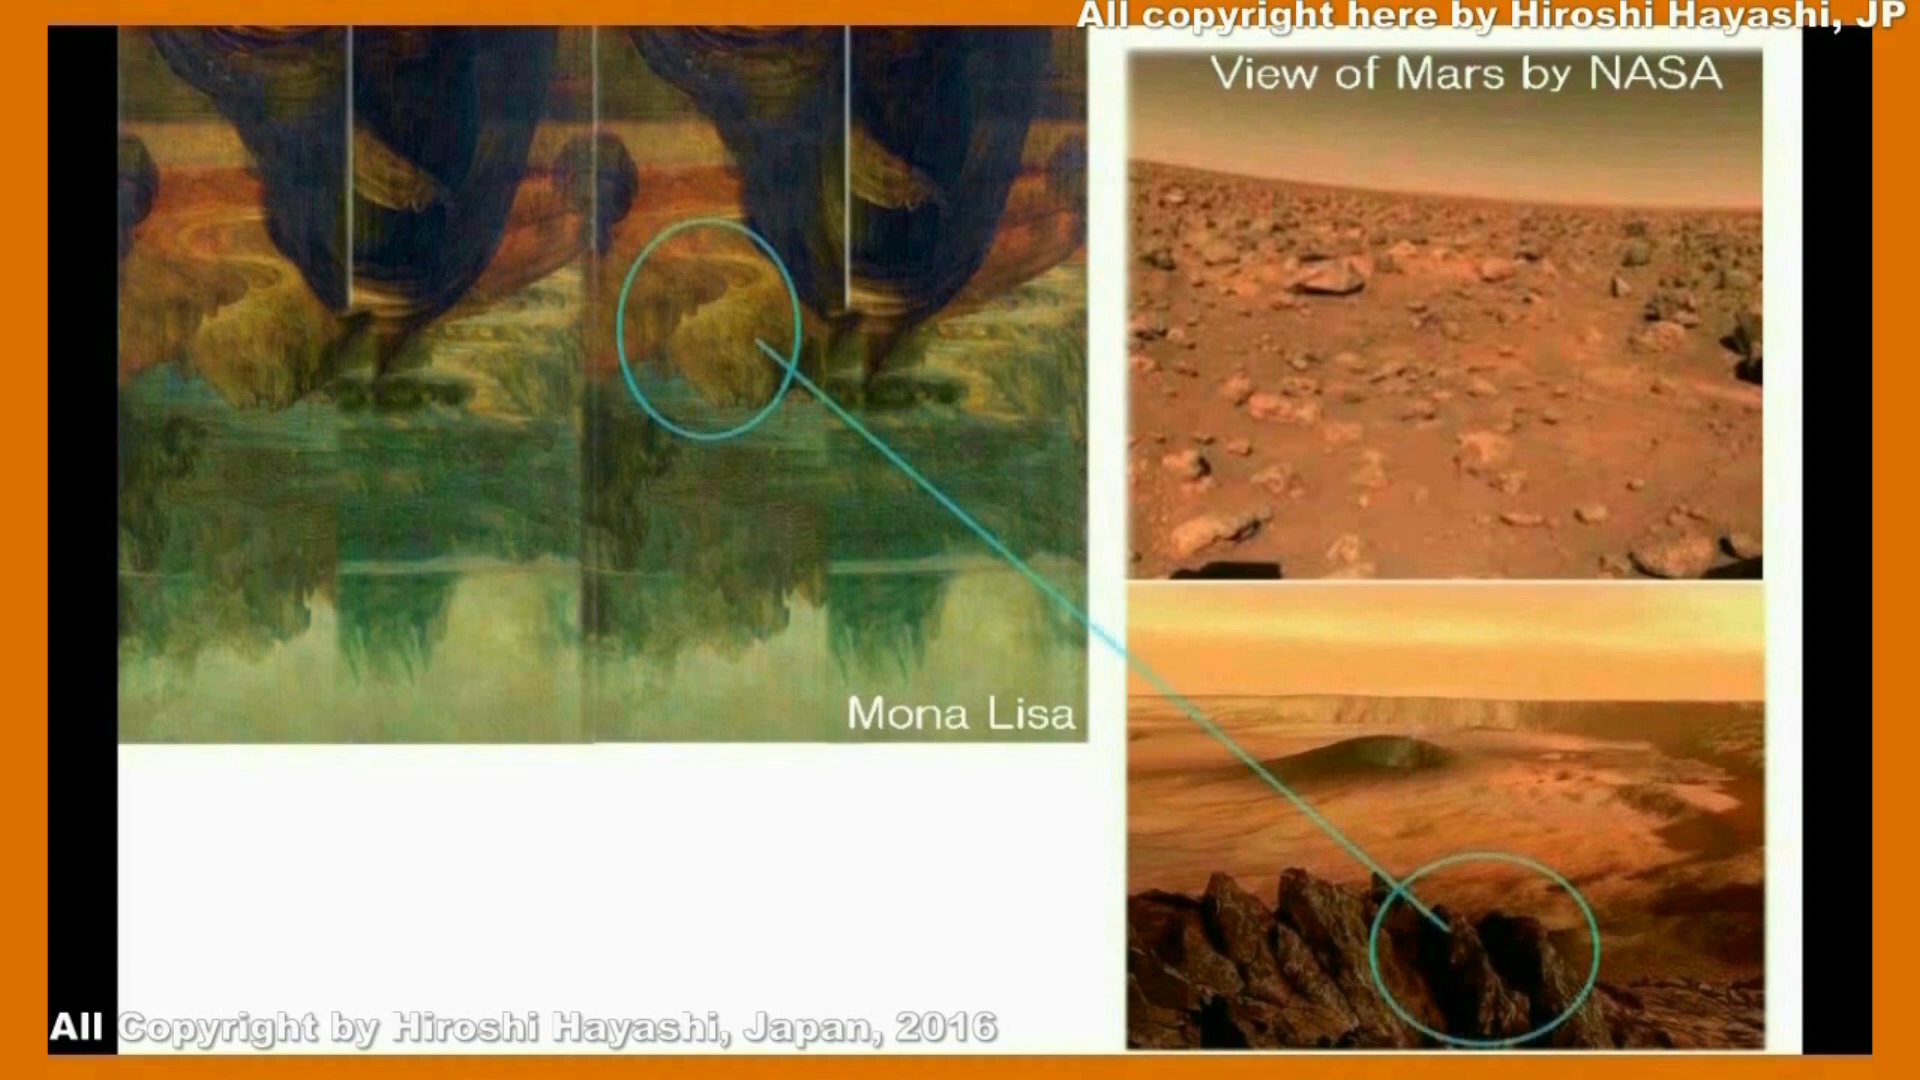 All copyright here by Hiroshi Hayashi, JP
View of Mars by NASA
Mona Lisa
All Copyright by Hiroshi Hayashi, Japan, 2016